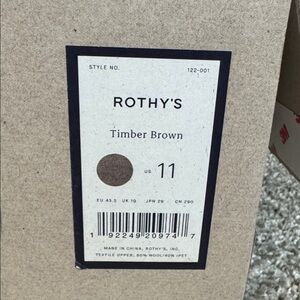 STYLE NO. 122-001
ROTHY'S
Timber Brown
US 11
EU 43.5 UK 10 JPN 29 CN 290
1 92249 20974 7
MADE IN CHINA, ROTHY'S, INC.
TEXTILE UPPER, 60% WOOL/40% rPET